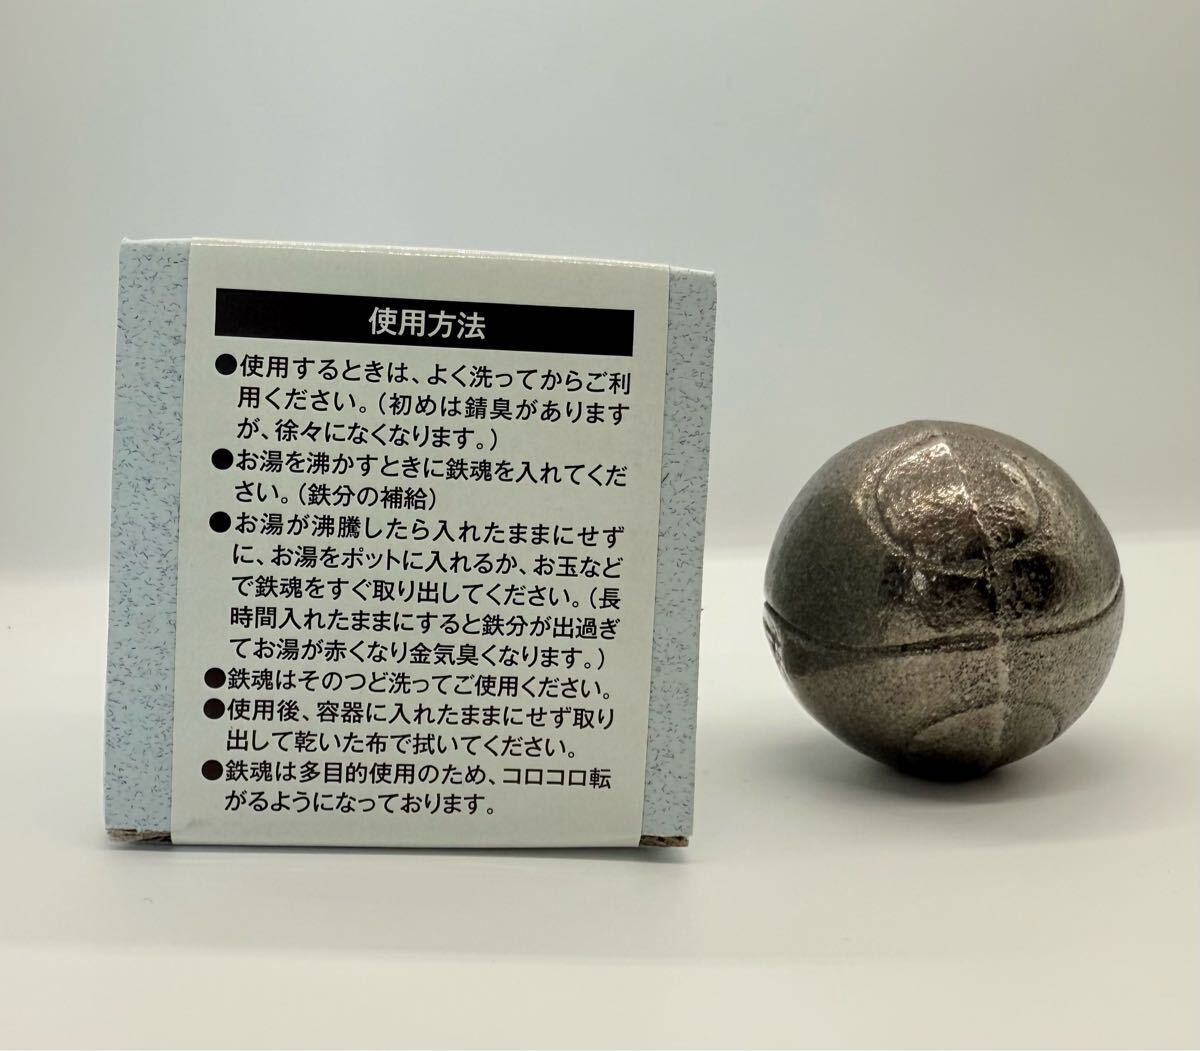 使用方法
●使用するときは、よく洗ってからご利
用ください。(初めは錆臭があります
が、徐々になくなります。)
●お湯を沸かすときに鉄魂を入れてくだ
さい。(鉄分の補給)
●お湯が沸騰したら入れたままにせず
に、お湯をポットに入れるか、お玉など
で鉄魂をすぐ取り出してください。(長
時間入れたままにすると鉄分が出過ぎ
てお湯が赤くなり金気臭くなります。)
●鉄魂はそのつど洗ってご使用ください。
●使用後、容器に入れたままにせず取り
出して乾いた布で拭いてください。
●鉄魂は多目的使用のため、コロコロ転
がるようになっております。